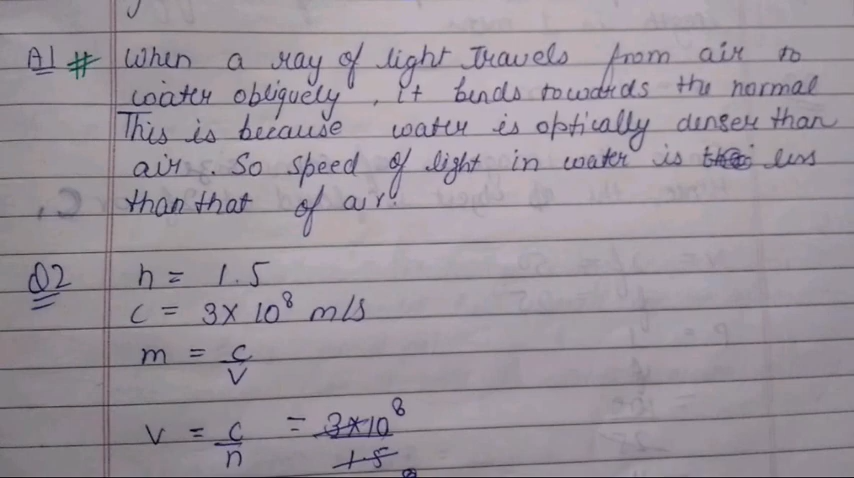 A1 # When a ray of light travels from air to
water obliquely, it bends towards the normal
This is because water is optically denser than
air. So speed of light in water is less
than that of air.
Q2 n = 1.5
c = 3×10⁸ m/s
m = c/v
v = c/n = 3×10⁸/1.5